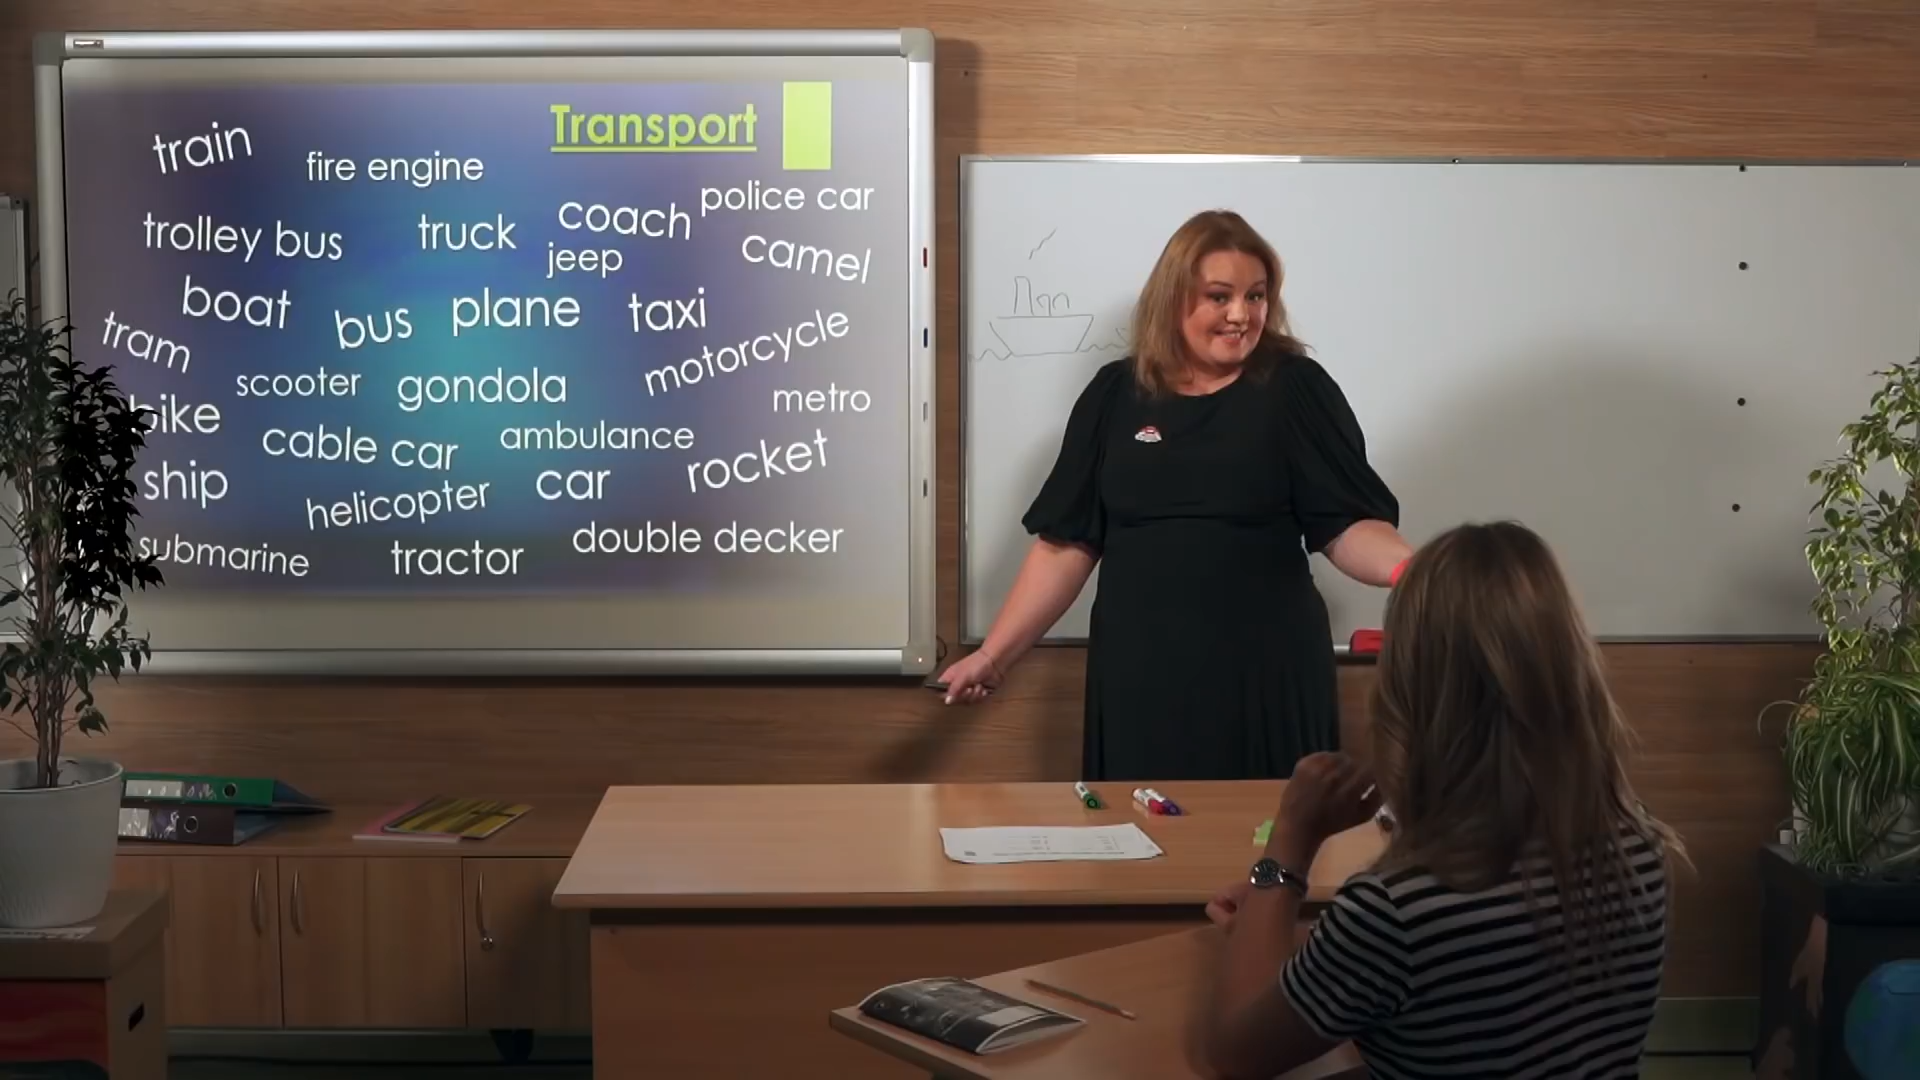 Transport
train
fire engine
police car
trolley bus
truck
coach
jeep
camel
boat
bus
plane
taxi
tram
motorcycle
scooter
gondola
metro
bike
cable car
ambulance
rocket
ship
helicopter
car
submarine
tractor
double decker